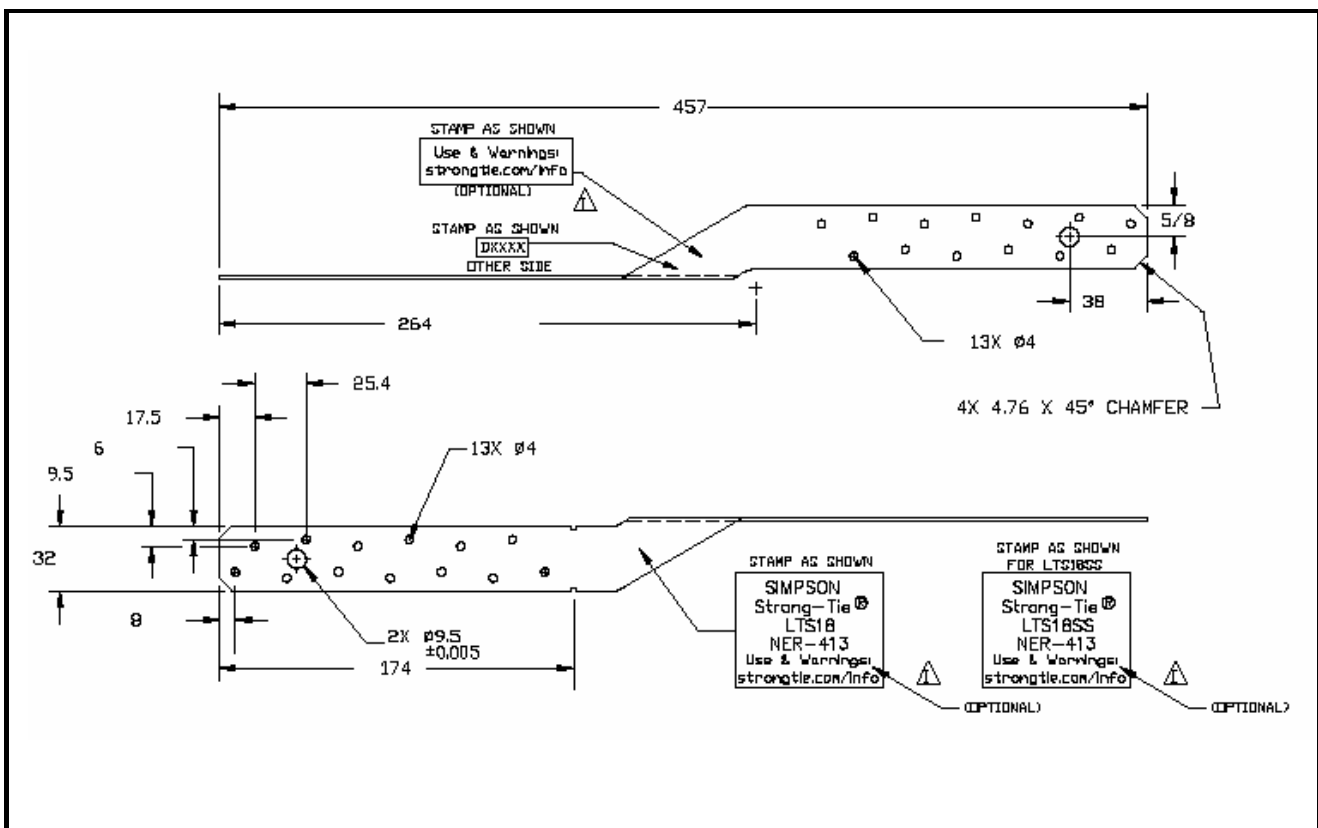 457
STAMP AS SHOWN
Use & Warnings:
strongtie.com/info
(OPTIONAL)
1
STAMP AS SHOWN
DXXXX
OTHER SIDE
5/8
38
264
13X Ø4
4X 4.76 X 45° CHAMFER
25.4
17.5
6
9.5
13X Ø4
32
8
2X Ø9.5
±0.005
174
STAMP AS SHOWN
SIMPSON
Strong-Tie®
LTS18
NER-413
Use & Warnings:
strongtie.com/info
1
(OPTIONAL)
STAMP AS SHOWN
FOR LTS18SS
SIMPSON
Strong-Tie®
LTS18SS
NER-413
Use & Warnings:
strongtie.com/info
1
(OPTIONAL)